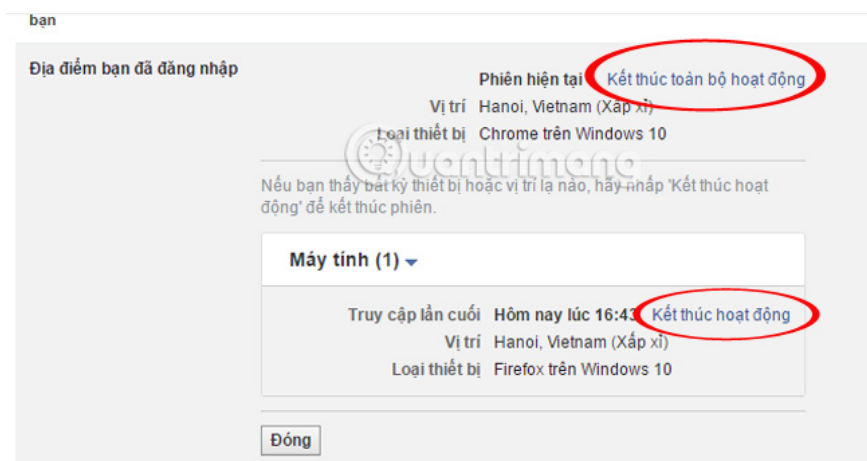 bạn
Địa điểm bạn đã đăng nhập
Phiên hiện tại Kết thúc toàn bộ hoạt động
Vị trí Hanoi, Vietnam (Xấp xỉ)
Loại thiết bị Chrome trên Windows 10
Quantrimang
Nếu bạn thấy bất kỳ thiết bị hoặc vị trí lạ nào, hãy nhấp 'Kết thúc hoạt
động' để kết thúc phiên.
Máy tính (1)
Truy cập lần cuối Hôm nay lúc 16:43 Kết thúc hoạt động
Vị trí Hanoi, Vietnam (Xấp xỉ)
Loại thiết bị Firefox trên Windows 10
Đóng